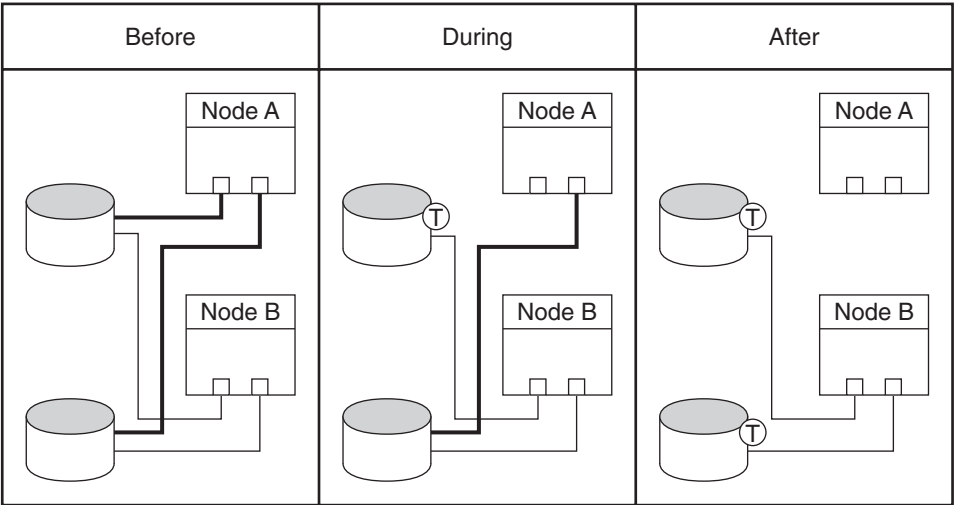 Before
During
After
Node A
Node A
Node A
T
T
Node B
Node B
Node B
T